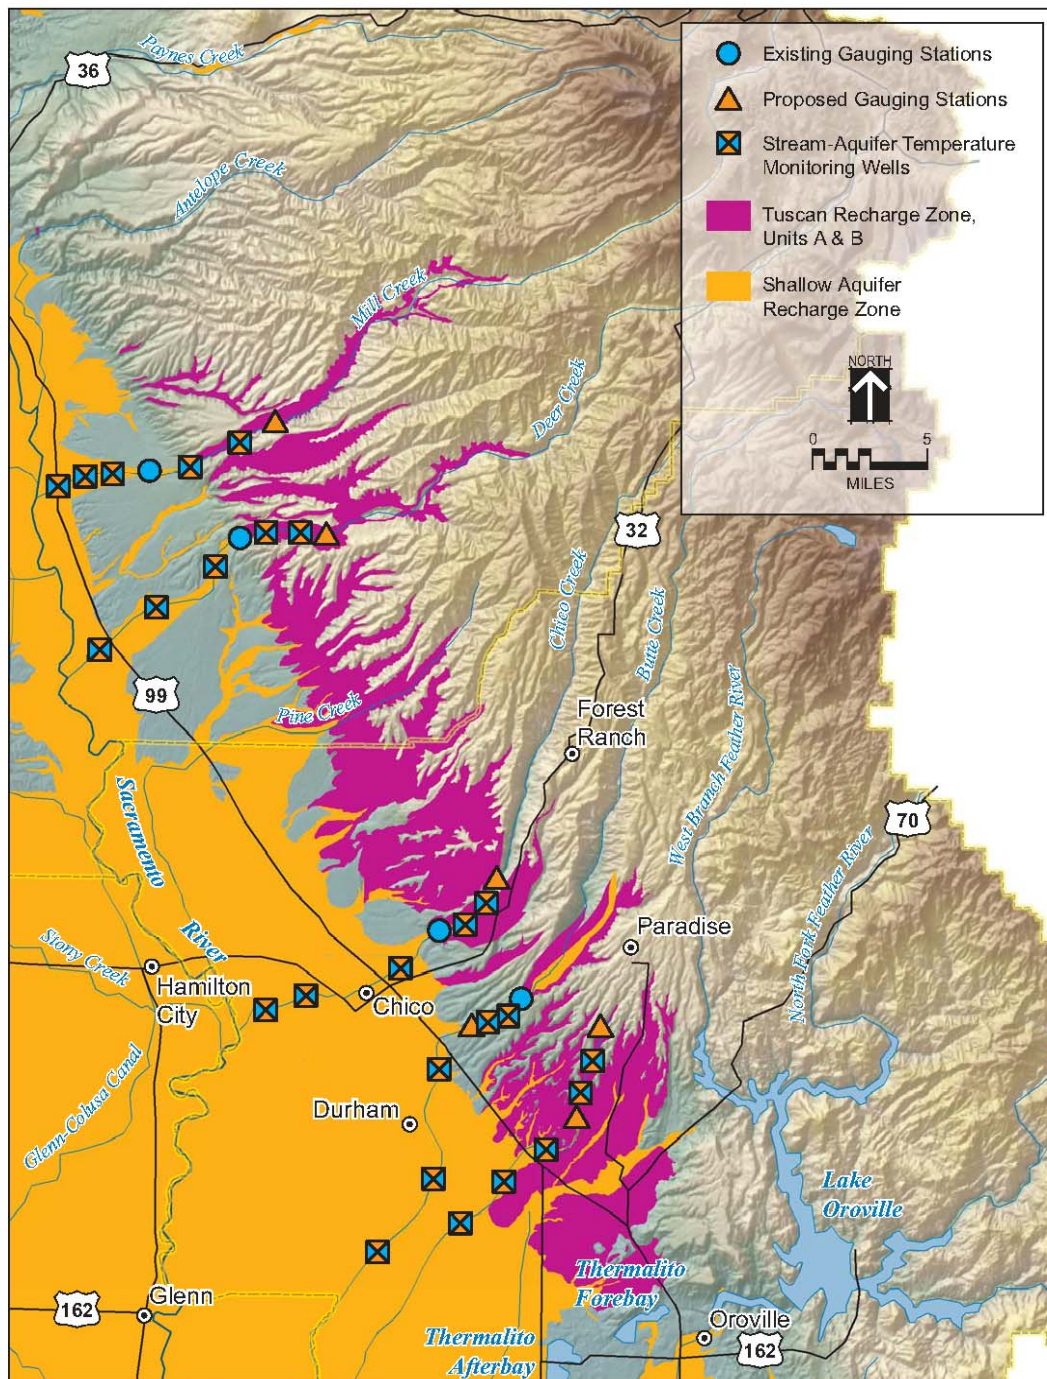 Existing Gauging Stations
Proposed Gauging Stations
Stream-Aquifer Temperature
Monitoring Wells
Tuscan Recharge Zone,
Units A & B
Shallow Aquifer
Recharge Zone
NORTH
0 5
MILES
Paynes Creek
36
Antelope Creek
Mill Creek
Deer Creek
32
Chico Creek
Butte Creek
99
Pine Creek
Forest
Ranch
West Branch Feather River
70
North Fork Feather River
Sacramento
River
Stony Creek
Hamilton
City
Chico
Paradise
Glenn-Colusa Canal
Durham
Lake
Oroville
Thermalito
Forebay
162
Glenn
Thermalito
Afterbay
Oroville
162